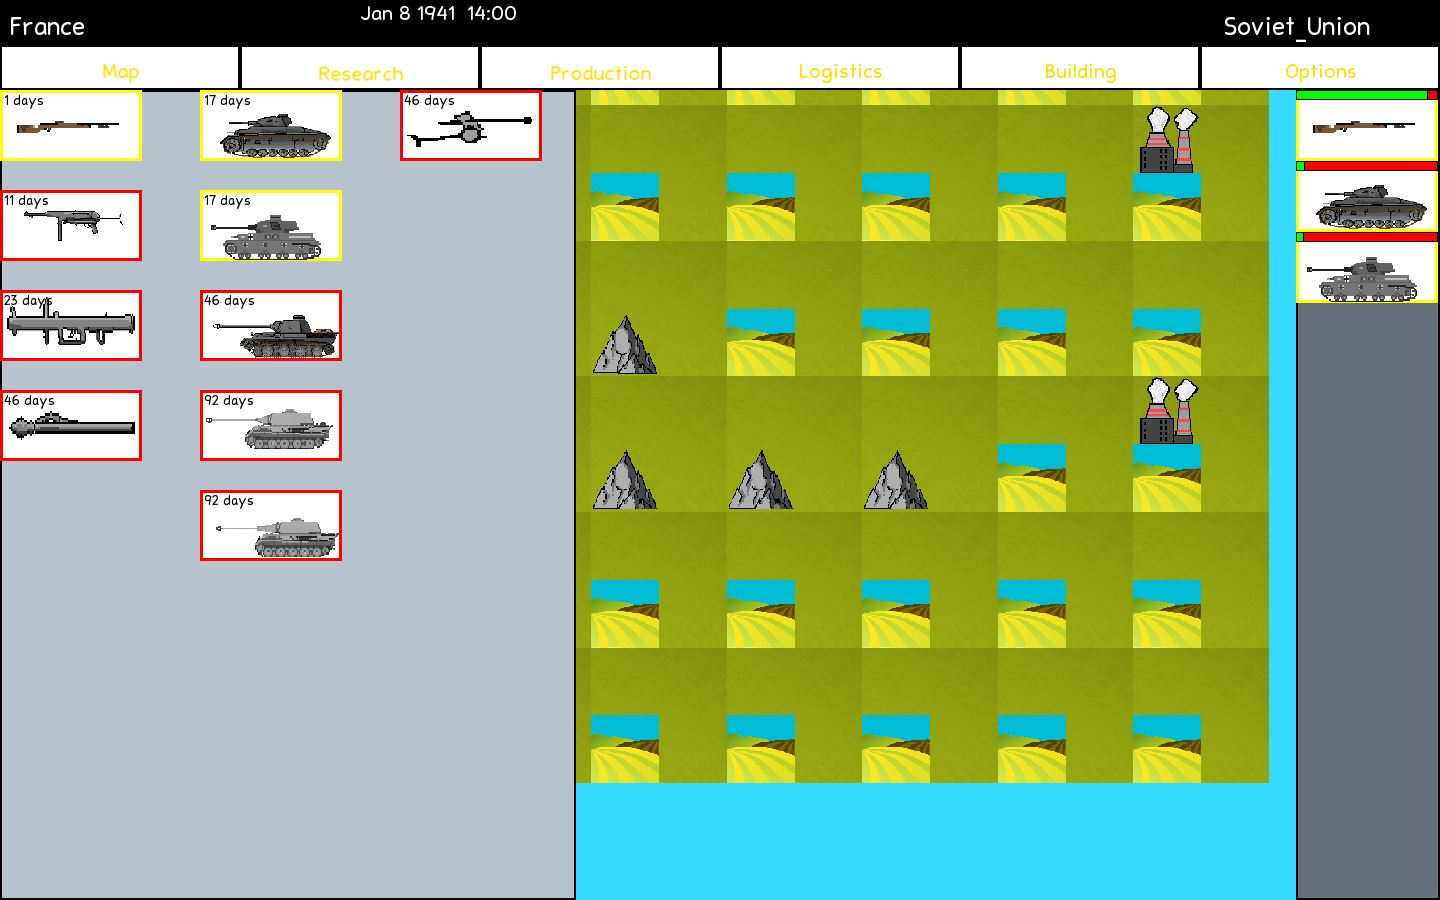 France
Jan 8 1941 14:00
Soviet_Union
Map
Research
Production
Logistics
Building
Options
1 days
17 days
46 days
11 days
17 days
23 days
46 days
46 days
92 days
92 days